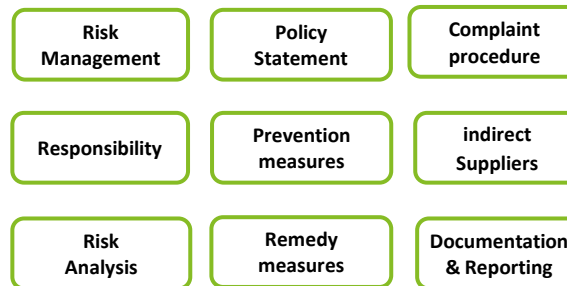 Risk
Management
Policy
Statement
Complaint
procedure
Responsibility
Prevention
measures
indirect
Suppliers
Risk
Analysis
Remedy
measures
Documentation
& Reporting